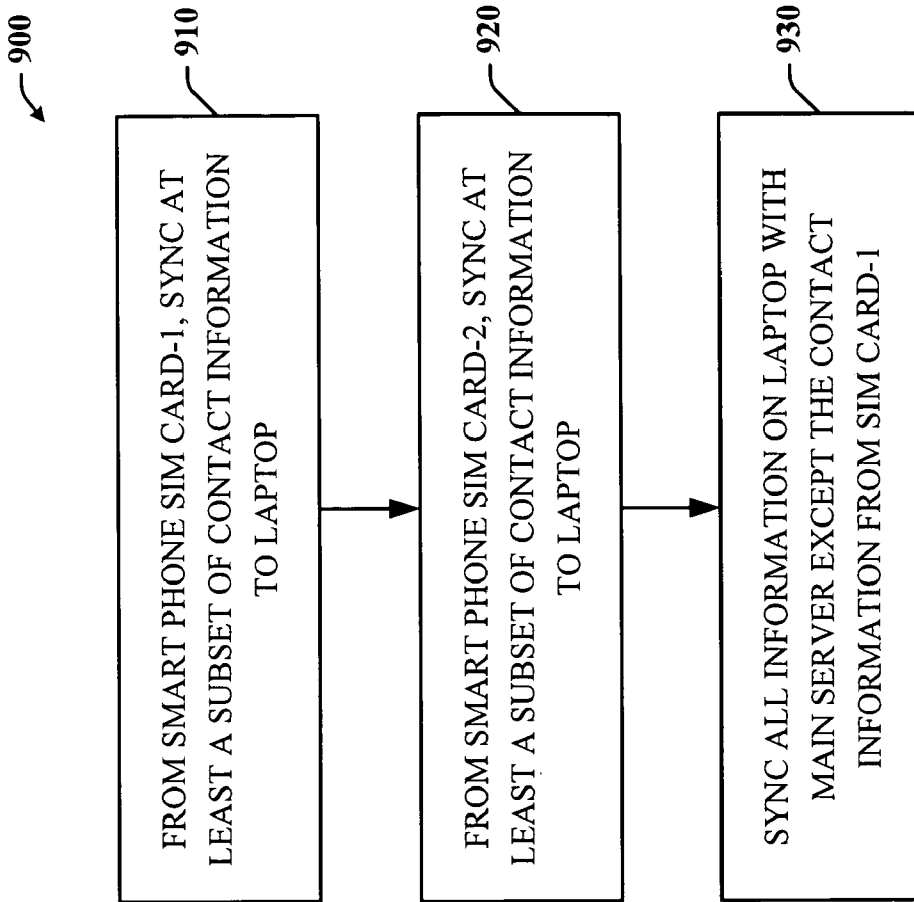 900
910
FROM SMART PHONE SIM CARD-1, SYNC AT
LEAST A SUBSET OF CONTACT INFORMATION
TO LAPTOP
920
FROM SMART PHONE SIM CARD-2, SYNC AT
LEAST A SUBSET OF CONTACT INFORMATION
TO LAPTOP
930
SYNC ALL INFORMATION ON LAPTOP WITH
MAIN SERVER EXCEPT THE CONTACT
INFORMATION FROM SIM CARD-1